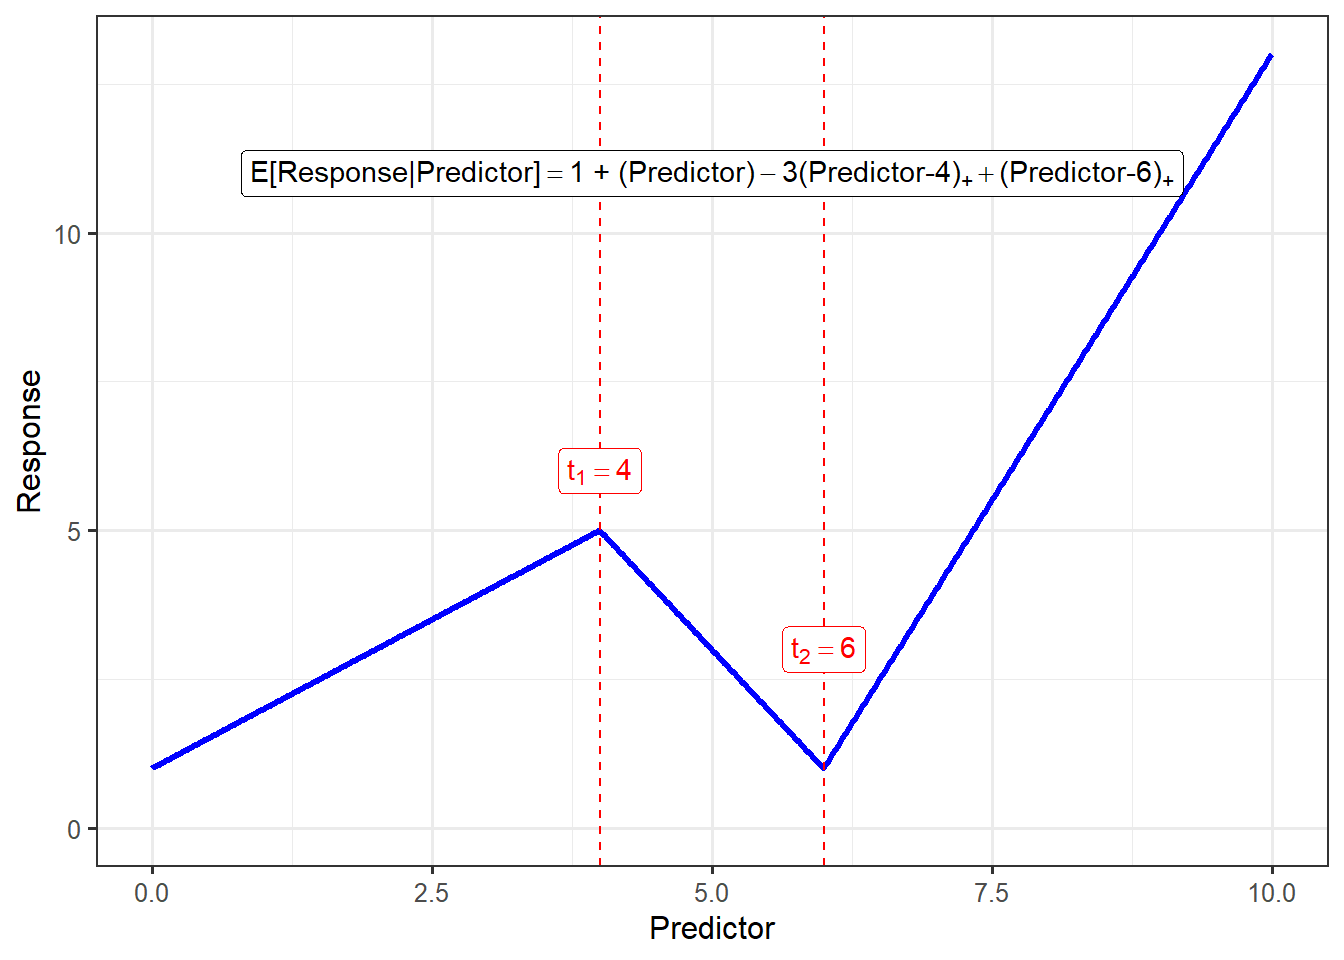 E[Response|Predictor] = 1 + (Predictor) − 3(Predictor-4)₊ + (Predictor-6)₊
10
t₁ = 4
5
t₂ = 6
0
Response
0.0 2.5 5.0 7.5 10.0
Predictor